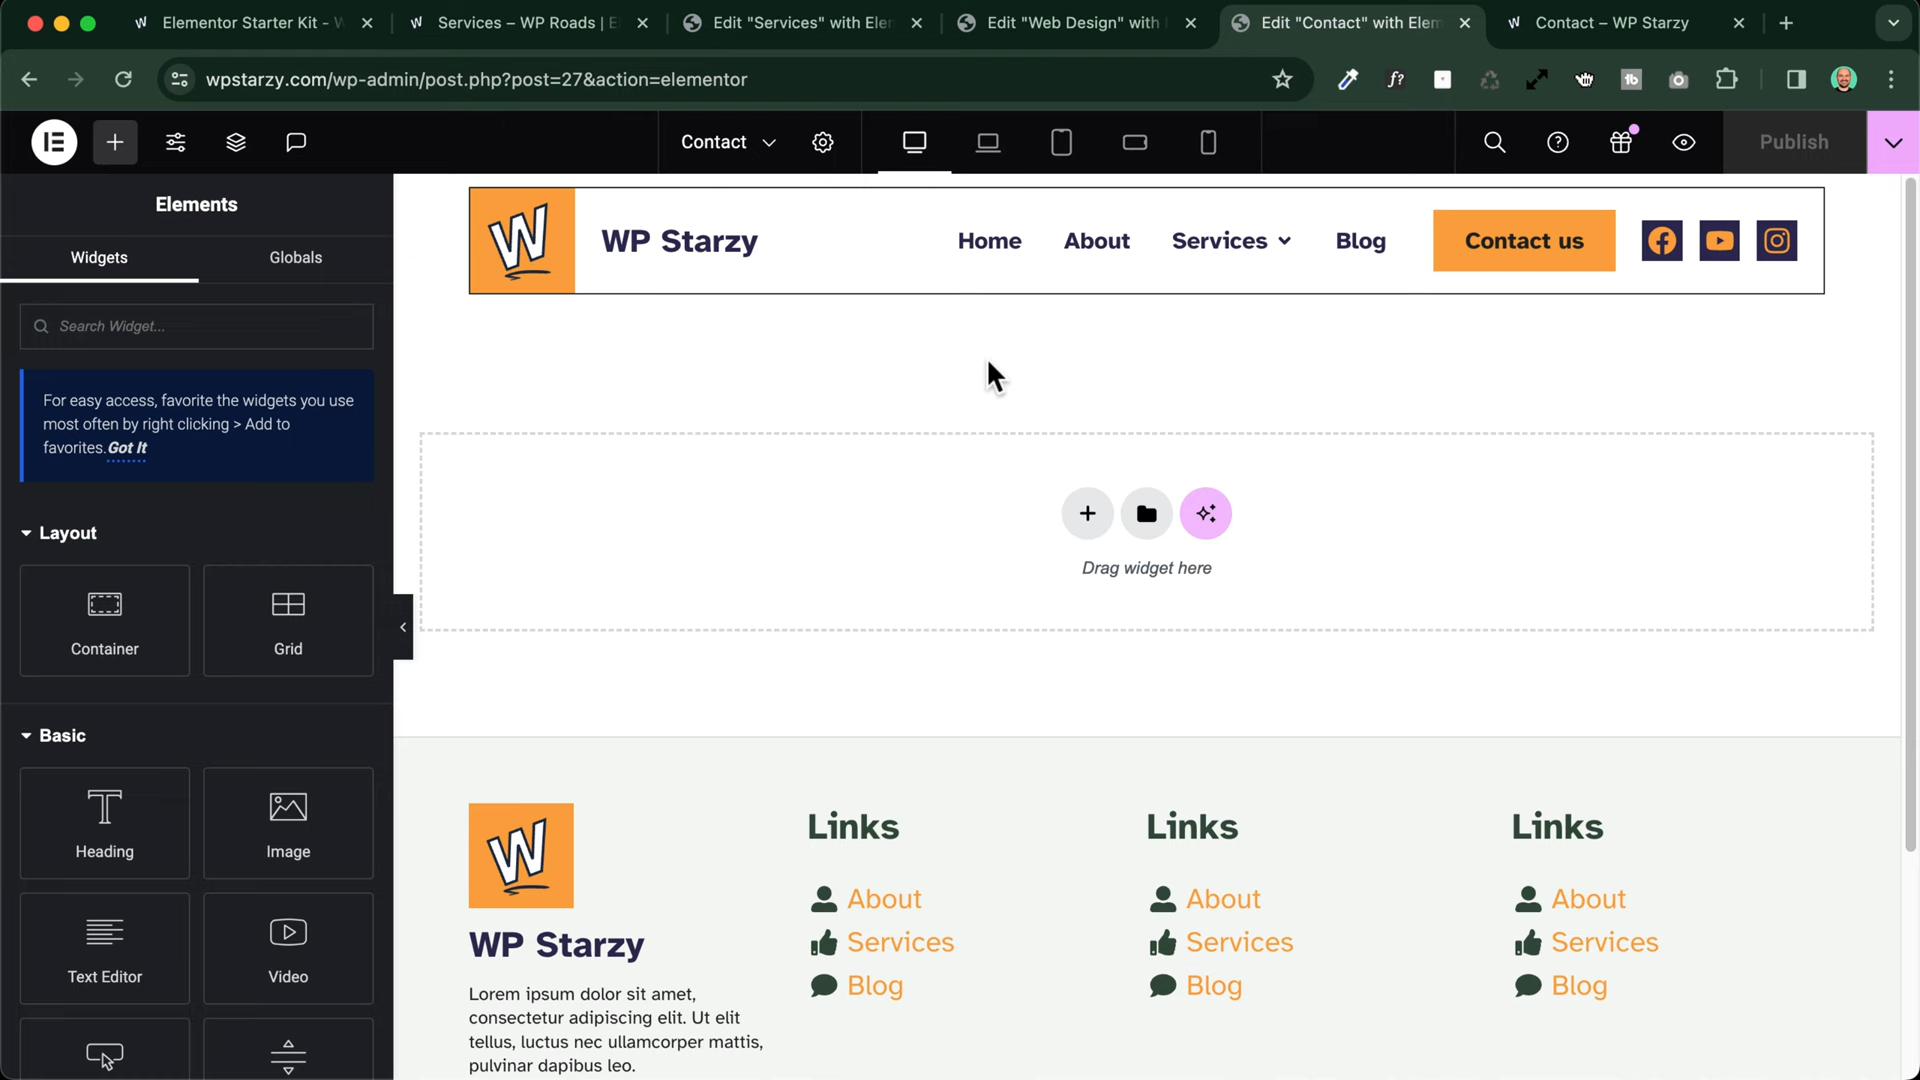 Elementor Starter Kit - W
Services – WP Roads | E
Edit "Services" with Elen
Edit "Web Design" with
Edit "Contact" with Elem
Contact – WP Starzy
wpstarzy.com/wp-admin/post.php?post=27&action=elementor
f?
Contact
Publish
Elements
Widgets
Globals
Search Widget...
For easy access, favorite the widgets you use
most often by right clicking > Add to
favorites. Got It
Layout
Container
Grid
Basic
Heading
Image
Text Editor
Video
W
WP Starzy
Home
About
Services
Blog
Contact us
Drag widget here
W
WP Starzy
Lorem ipsum dolor sit amet,
consectetur adipiscing elit. Ut elit
tellus, luctus nec ullamcorper mattis,
pulvinar dapibus leo.
Links
About
Services
Blog
Links
About
Services
Blog
Links
About
Services
Blog